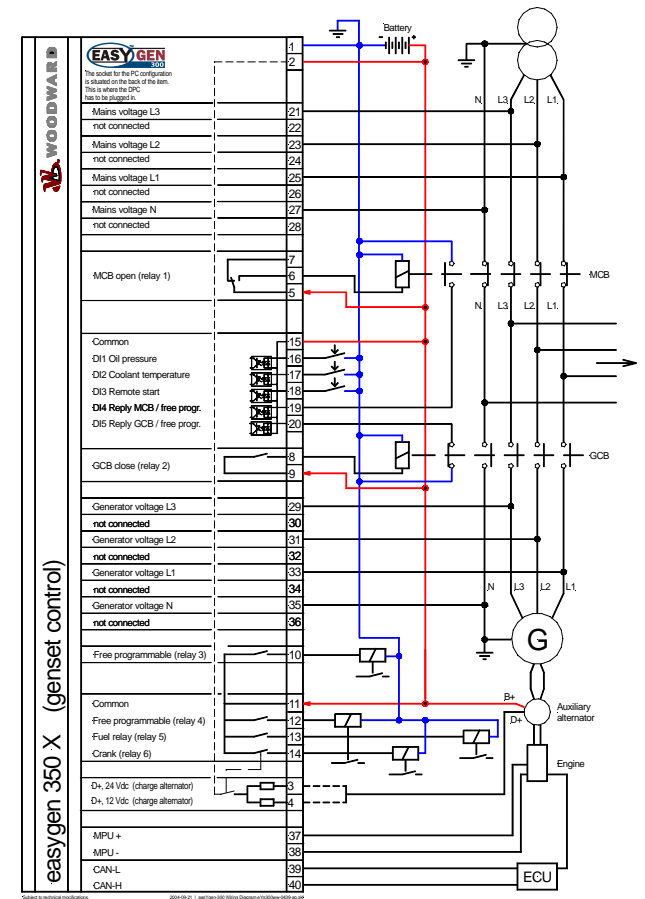 WOODWARD
easygen 350 X (genset control)
EASYGEN
300
The socket for the PC configuration
is situated on the back of the item.
This is where the DPC
has to be plugged in.
Battery
- +
1
2
Mains voltage L3 21
not connected 22
Mains voltage L2 23
not connected 24
Mains voltage L1 25
not connected 26
Mains voltage N 27
not connected 28
N L3 L2 L1.
7
MCB open (relay 1) 6
5
MCB
N L3 L2 L1.
Common 15
DI1 Oil pressure 16
DI2 Coolant temperature 17
DI3 Remote start 18
DI4 Reply MCB / free progr. 19
DI5 Reply GCB / free progr. 20
GCB close (relay 2) 8
9
GCB
Generator voltage L3 29
not connected 30
Generator voltage L2 31
not connected 32
Generator voltage L1 33
not connected 34
Generator voltage N 35
not connected 36
N L3 L2 L1.
G
Free programmable (relay 3) 10
Common 11
Free programmable (relay 4) 12
Fuel relay (relay 5) 13
Crank (relay 6) 14
B+
D+
Auxiliary
alternator
Engine
D+, 24 Vdc (charge alternator) 3
D+, 12 Vdc (charge alternator) 4
MPU + 37
MPU - 38
CAN-L 39
CAN-H 40
ECU
Subject to technical modifications.